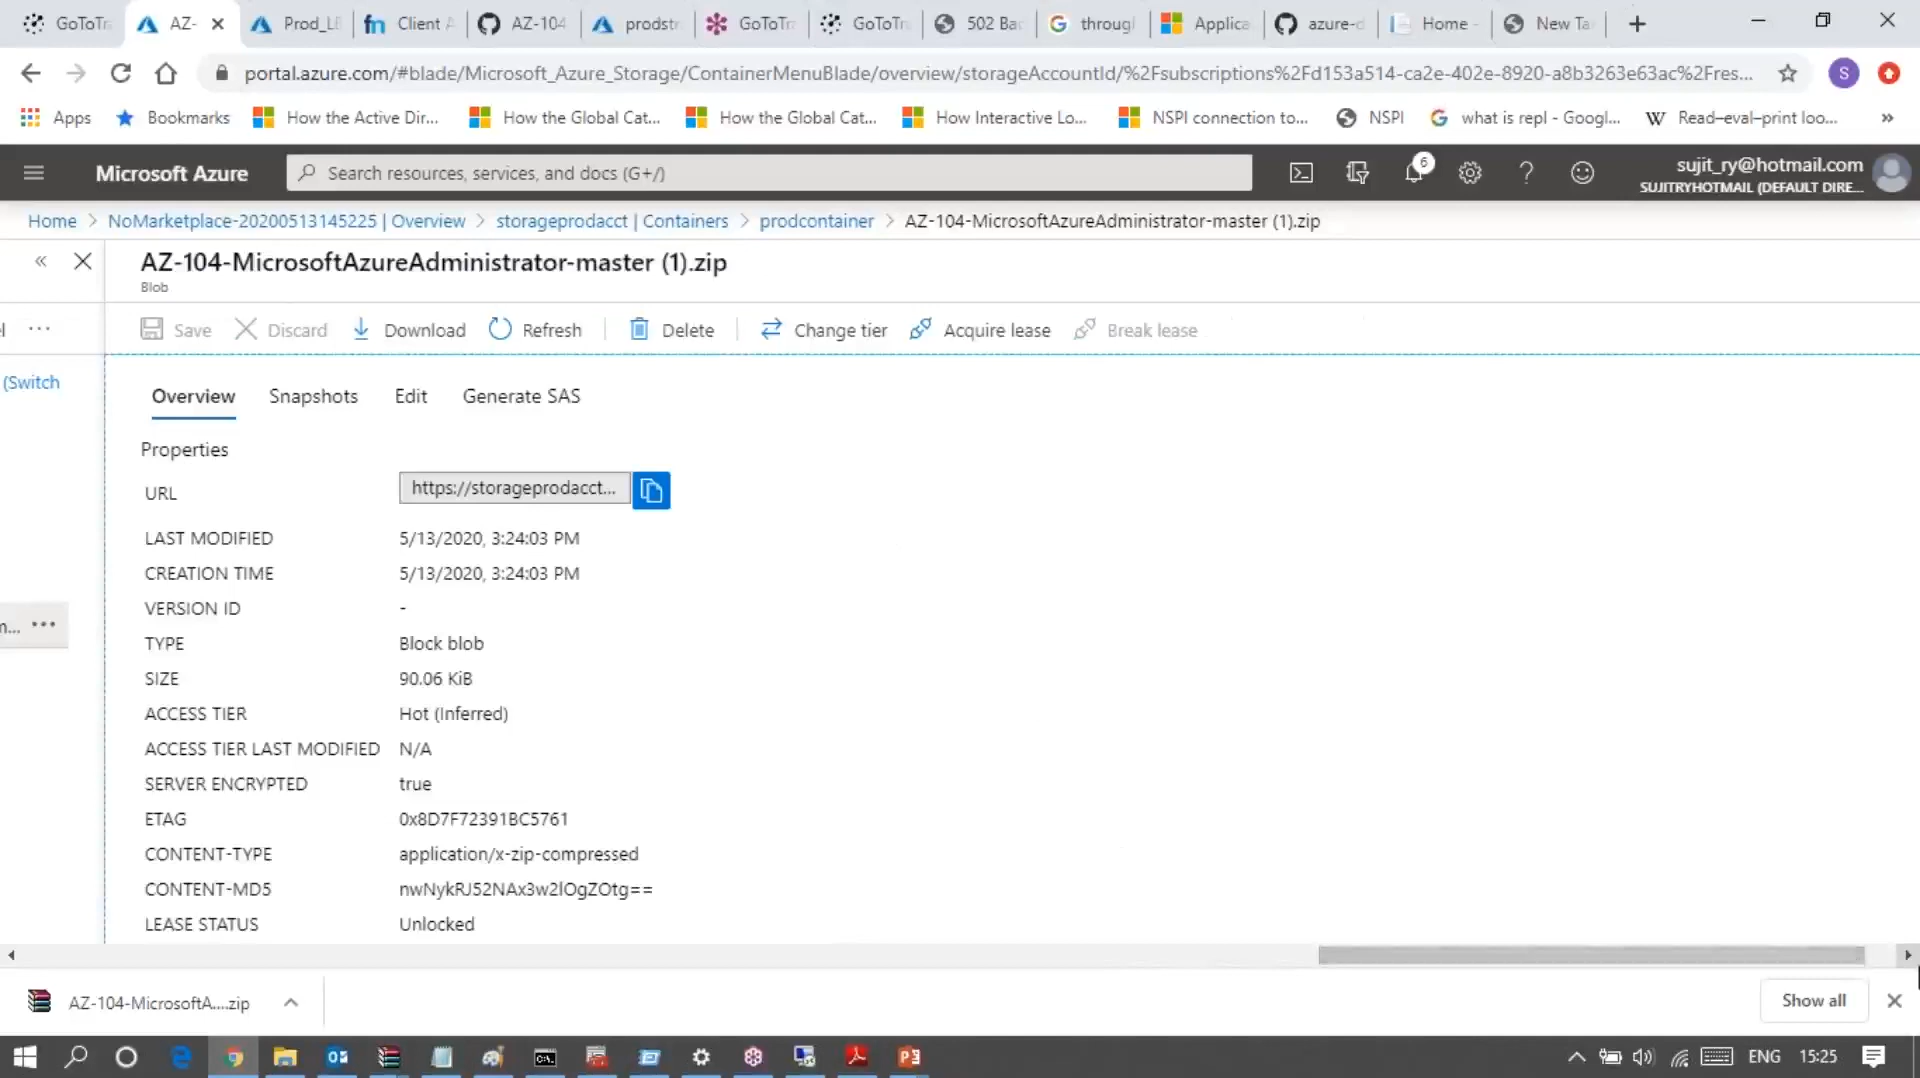 GoToTra
AZ-
Prod_LB
Client A
AZ-104
prodstr
GoToTr
GoToTra
502 Bad
through
Applica
azure-d
Home -
New Tab
portal.azure.com/#blade/Microsoft_Azure_Storage/ContainerMenuBlade/overview/storageAccountId/%2Fsubscriptions%2Fd153a514-ca2e-402e-8920-a8b3263e63ac%2Fres...
S
Apps
Bookmarks
How the Active Dir...
How the Global Cat...
How the Global Cat...
How Interactive Lo...
NSPI connection to...
NSPI
what is repl - Googl...
Read–eval–print loo...
»
Microsoft Azure
Search resources, services, and docs (G+/)
6
sujit_ry@hotmail.com
SUJITRYHOTMAIL (DEFAULT DIRE...
Home > NoMarketplace-20200513145225 | Overview > storageprodacct | Containers > prodcontainer > AZ-104-MicrosoftAzureAdministrator-master (1).zip
«
AZ-104-MicrosoftAzureAdministrator-master (1).zip
Blob
Save
Discard
Download
Refresh
Delete
Change tier
Acquire lease
Break lease
(Switch
Overview
Snapshots
Edit
Generate SAS
Properties
URL https://storageprodacct...
LAST MODIFIED 5/13/2020, 3:24:03 PM
CREATION TIME 5/13/2020, 3:24:03 PM
VERSION ID -
TYPE Block blob
SIZE 90.06 KiB
ACCESS TIER Hot (Inferred)
ACCESS TIER LAST MODIFIED N/A
SERVER ENCRYPTED true
ETAG 0x8D7F72391BC5761
CONTENT-TYPE application/x-zip-compressed
CONTENT-MD5 nwNykRJ52NAx3w2lOgZOtg==
LEASE STATUS Unlocked
AZ-104-MicrosoftA....zip
Show all
ENG
15:25